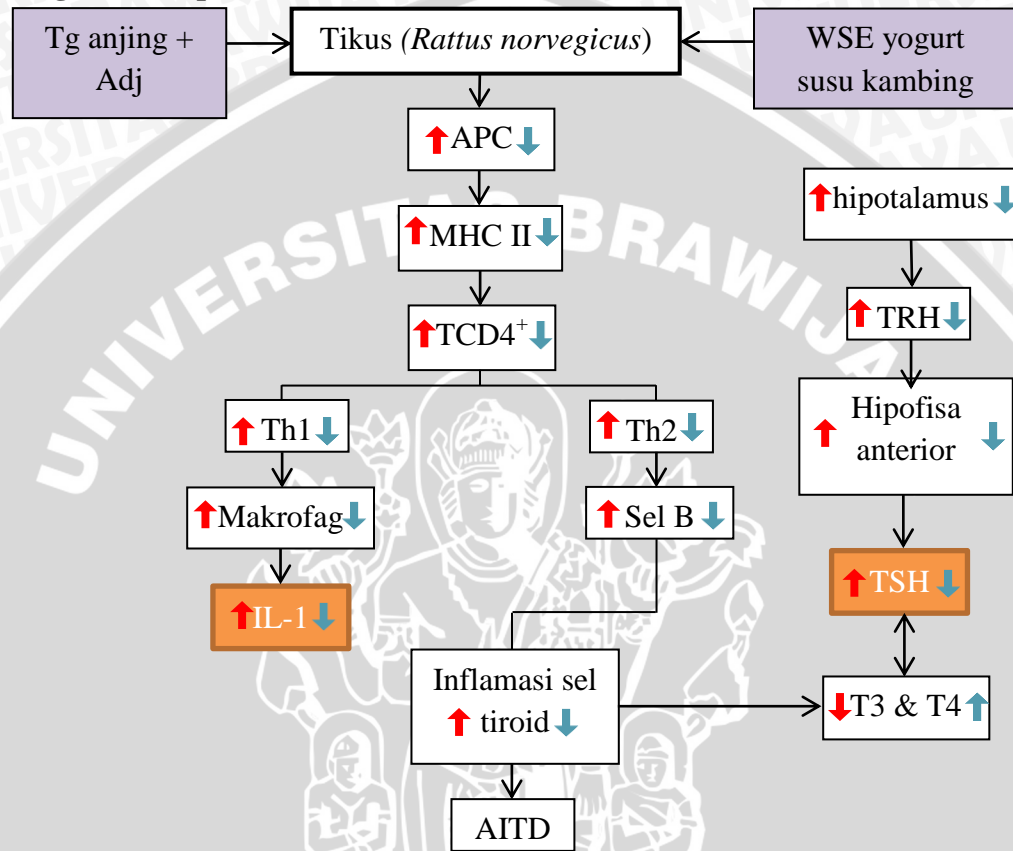 Tg anjing +
Adj
Tikus (Rattus norvegicus)
WSE yogurt
susu kambing
APC
hipotalamus
MHC II
TRH
TCD4⁺
Hipofisa
anterior
Th1
Th2
Makrofag
Sel B
TSH
IL-1
Inflamasi sel
tiroid
T3 & T4
AITD
UNIVERSITAS BRAWIJA